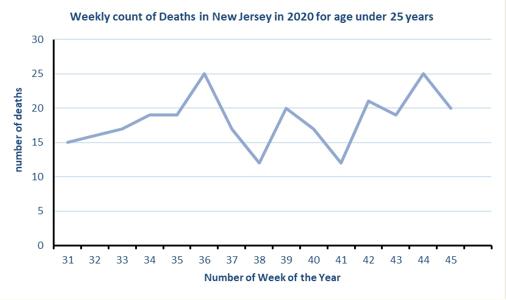 Weekly count of Deaths in New Jersey in 2020 for age under 25 years
30
25
20
15
10
5
0
number of deaths
31 32 33 34 35 36 37 38 39 40 41 42 43 44 45
Number of Week of the Year